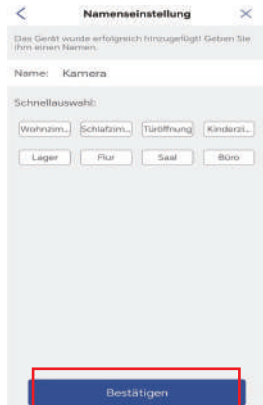 Namenseinstellung
Das Gerät wurde erfolgreich hinzugefügt! Geben Sie
ihm einen Namen.
Name: Kamera
Schnellauswahl:
Wohnzim... Schlafzim... Türöffnung Kinderzi...
Lager Flur Saal Büro
Bestätigen